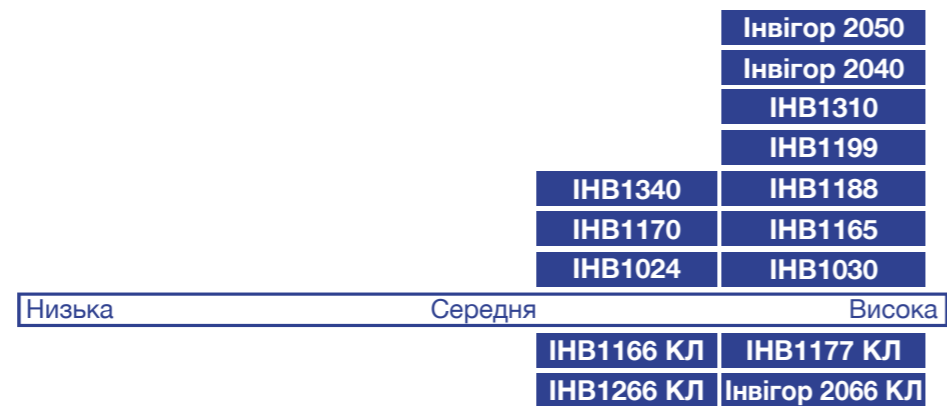 Інвігор 2050
Інвігор 2040
ІНВ1310
ІНВ1199
ІНВ1340 ІНВ1188
ІНВ1170 ІНВ1165
ІНВ1024 ІНВ1030
Низька Середня Висока
ІНВ1166 КЛ ІНВ1177 КЛ
ІНВ1266 КЛ Інвігор 2066 КЛ